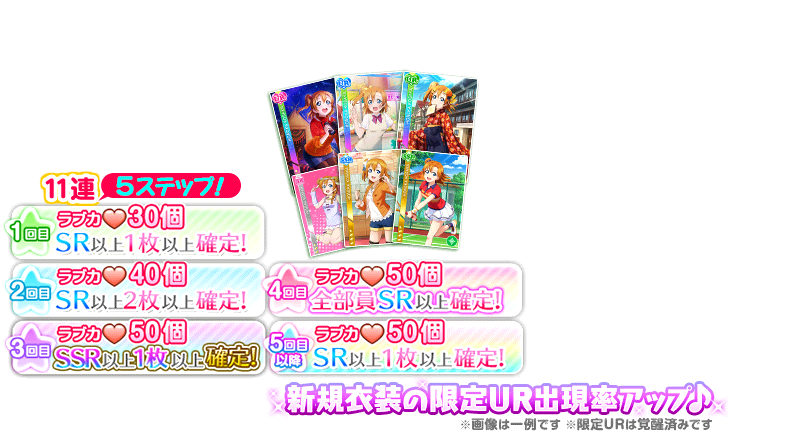 11連 5ステップ!
1回目
ラブカ30個
SR以上1枚以上確定!
2回目
ラブカ40個
SR以上2枚以上確定!
3回目
ラブカ50個
SSR以上1枚以上確定!
4回目
ラブカ50個
全部員SR以上確定!
5回目以降
ラブカ50個
SR以上1枚以上確定!
新規衣装の限定UR出現率アップ♪
※画像は一例です ※限定URは覚醒済みです